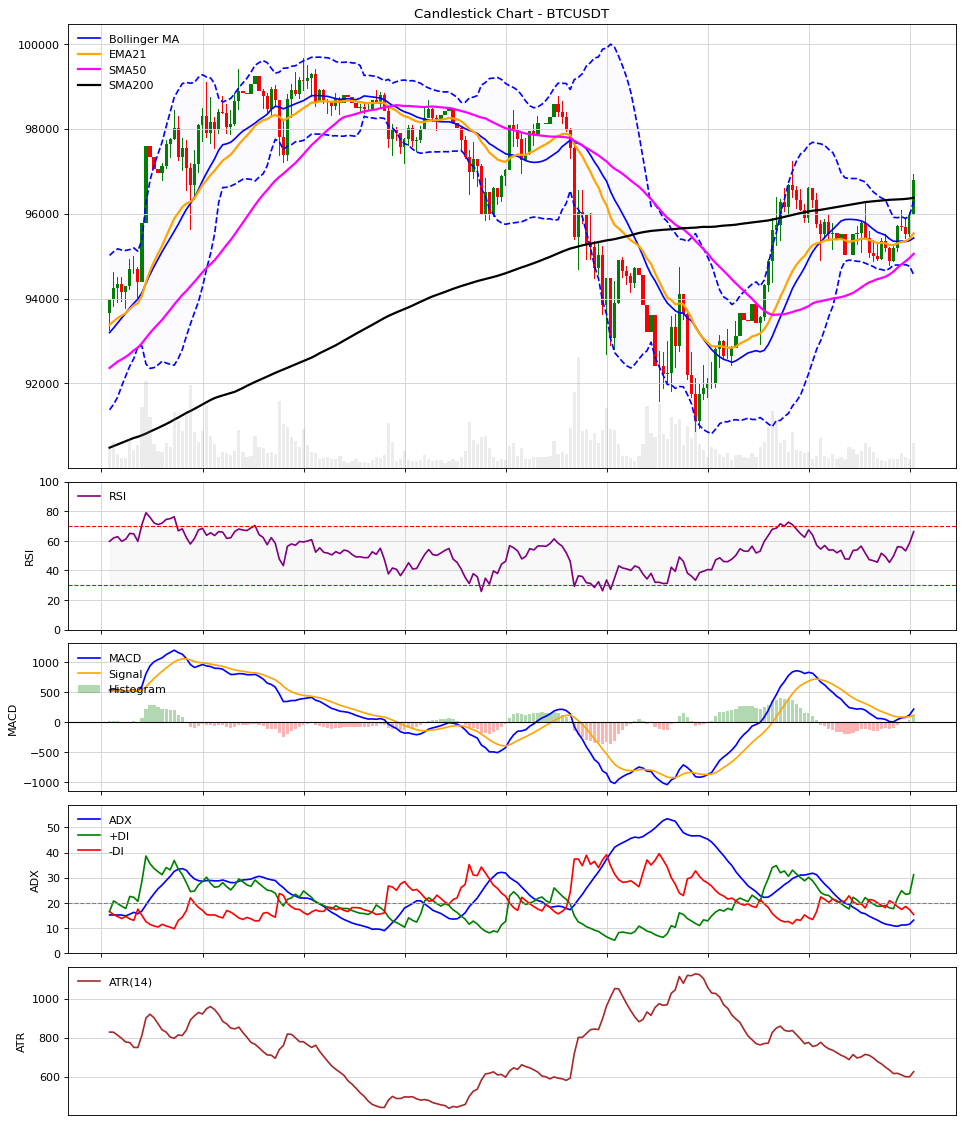 Candlestick Chart - BTCUSDT
Bollinger MA
EMA21
SMA50
SMA200
100000
98000
96000
94000
92000
RSI
RSI
100
80
60
40
20
0
MACD
Signal
Histogram
MACD
1000
500
0
−500
−1000
ADX
+DI
-DI
ADX
50
40
30
20
10
0
ATR(14)
ATR
1000
800
600